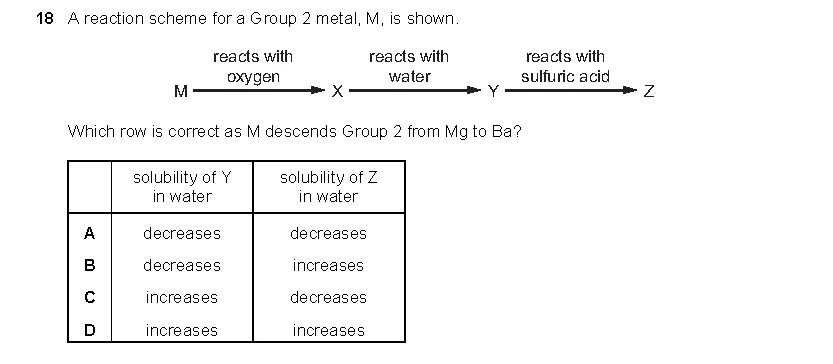 18 A reaction scheme for a Group 2 metal, M, is shown.
reacts with oxygen
reacts with water
reacts with sulfuric acid
M X Y Z
Which row is correct as M descends Group 2 from Mg to Ba?
solubility of Y in water
solubility of Z in water
A decreases decreases
B decreases increases
C increases decreases
D increases increases